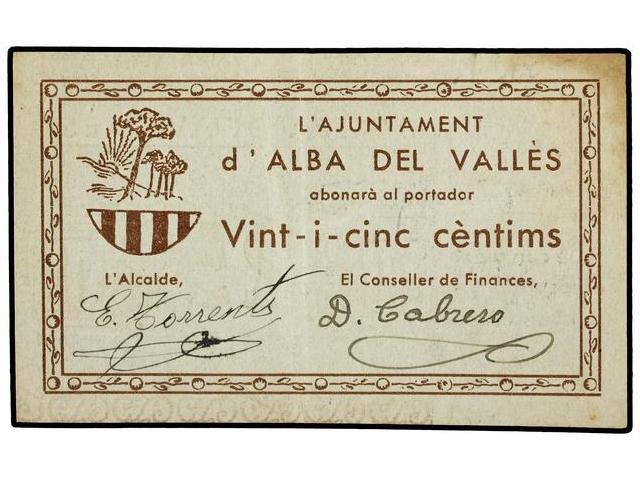 L'AJUNTAMENT
d'ALBA DEL VALLÈS
abonarà al portador
Vint-i-cinc cèntims
L'Alcalde,
El Conseller de Finances,
E. Torrents
D. Cabrero